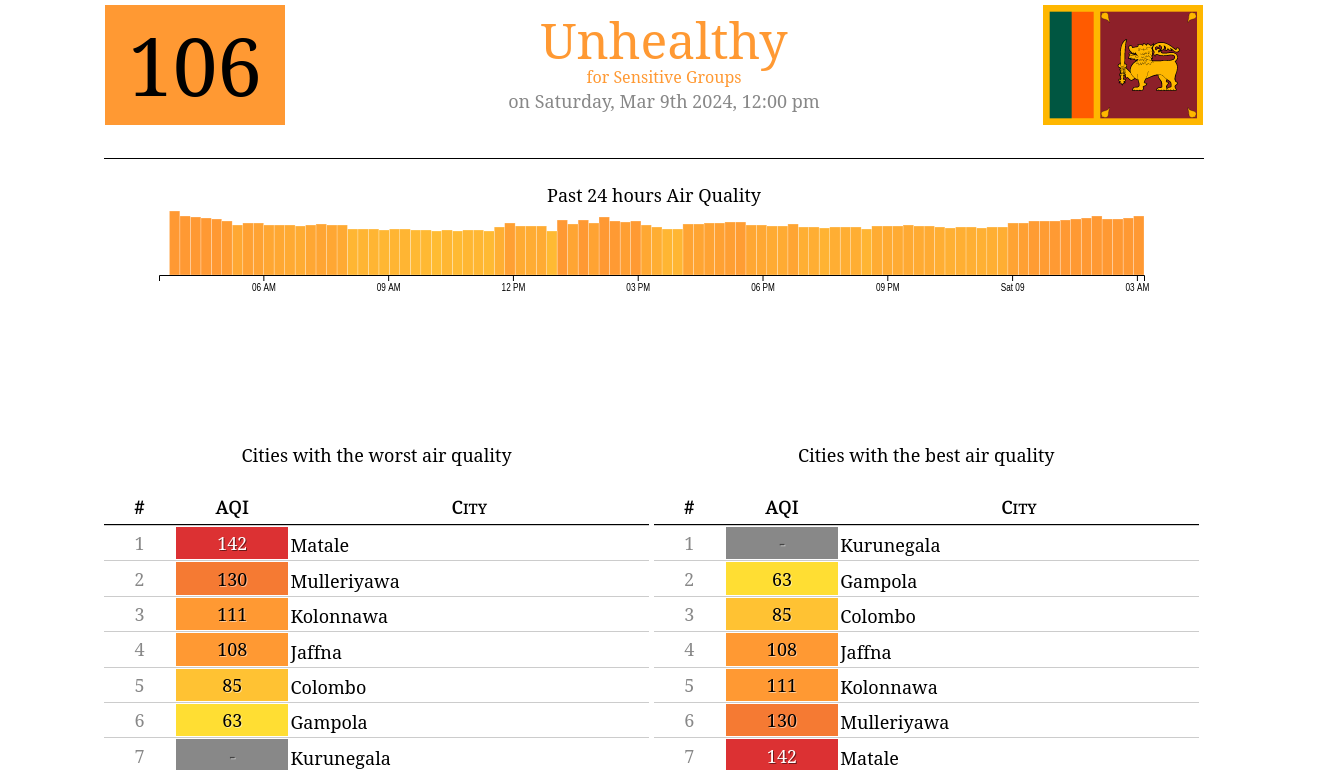 106
Unhealthy
for Sensitive Groups
on Saturday, Mar 9th 2024, 12:00 pm
Past 24 hours Air Quality
06 AM 09 AM 12 PM 03 PM 06 PM 09 PM Sat 09 03 AM
Cities with the worst air quality
# AQI City
1 142 Matale
2 130 Mulleriyawa
3 111 Kolonnawa
4 108 Jaffna
5 85 Colombo
6 63 Gampola
7 - Kurunegala
Cities with the best air quality
# AQI City
1 - Kurunegala
2 63 Gampola
3 85 Colombo
4 108 Jaffna
5 111 Kolonnawa
6 130 Mulleriyawa
7 142 Matale